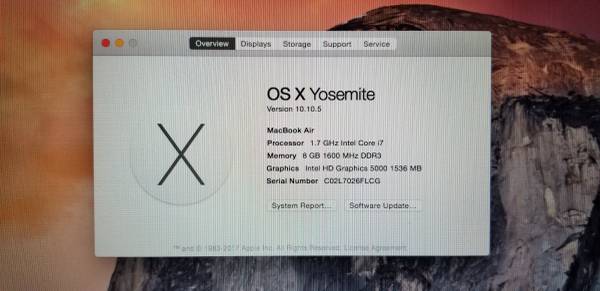 Overview Displays Storage Support Service
OS X Yosemite
Version 10.10.5
MacBook Air
Processor 1.7 GHz Intel Core i7
Memory 8 GB 1600 MHz DDR3
Graphics Intel HD Graphics 5000 1536 MB
Serial Number C02L7026FLCG
System Report... Software Update...
™ and © 1983-2017 Apple Inc. All Rights Reserved. License Agreement